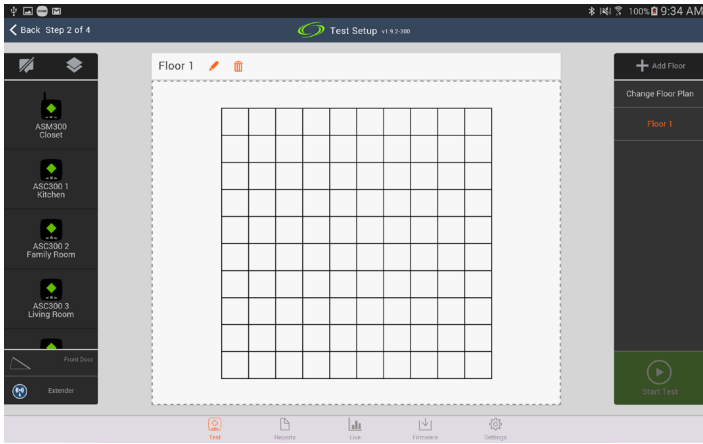 100% 9:34 AM
Back Step 2 of 4
Test Setup v1.9.2-300
Floor 1
Add Floor
Change Floor Plan
Floor 1
ASM300
Closet
ASC300 1
Kitchen
ASC300 2
Family Room
ASC300 3
Living Room
Front Door
Extender
Start Test
Test
Reports
Live
Firmware
Settings